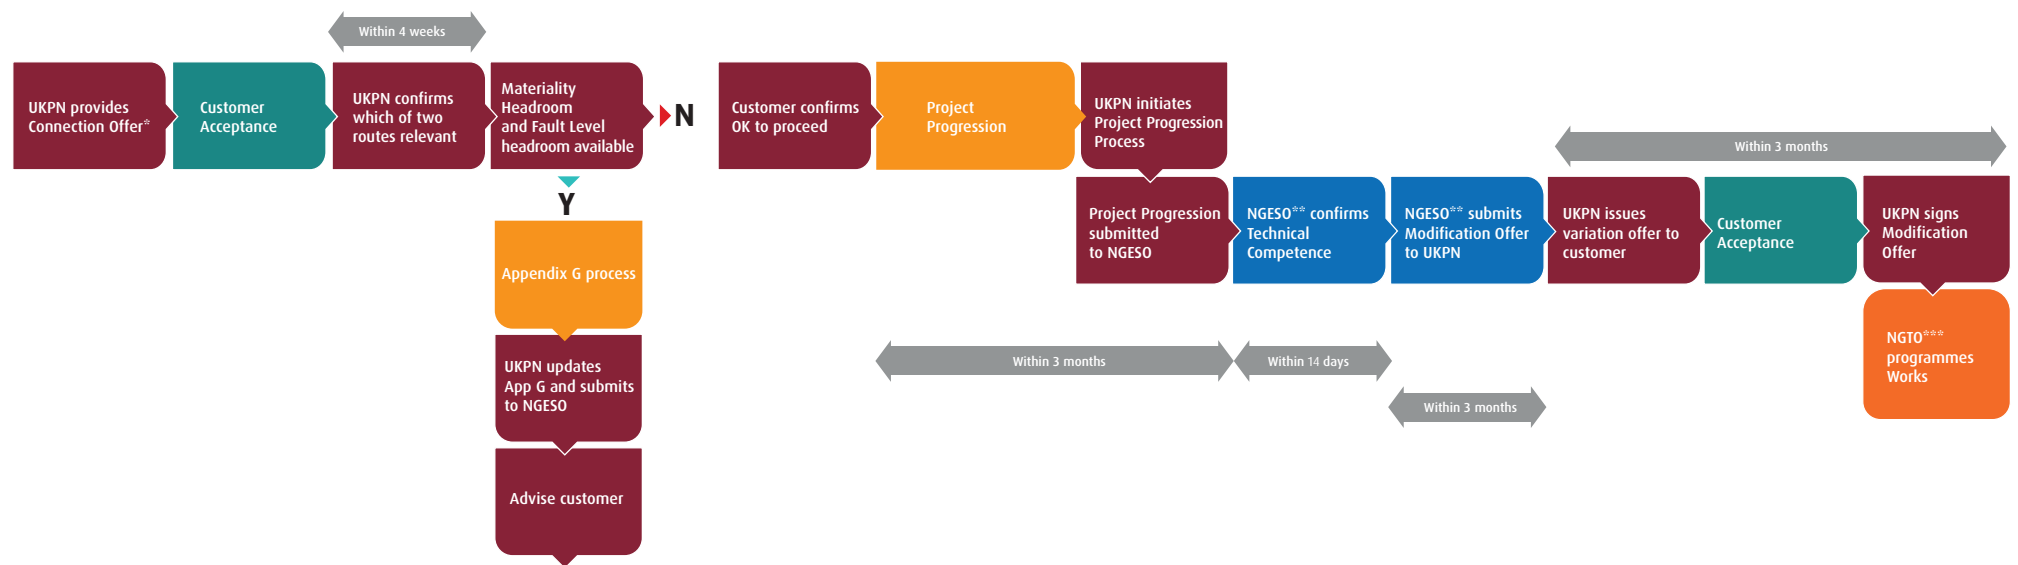 Within 4 weeks
UKPN provides
Connection Offer*
Customer
Acceptance
UKPN confirms
which of two
routes relevant
Materiality
Headroom
and Fault Level
headroom available
N
Y
Appendix G process
UKPN updates
App G and submits
to NGESO
Advise customer
Customer confirms
OK to proceed
Project
Progression
UKPN initiates
Project Progression
Process
Project Progression
submitted
to NGESO
NGESO** confirms
Technical
Competence
NGESO** submits
Modification Offer
to UKPN
Within 3 months
UKPN issues
variation offer to
customer
Customer
Acceptance
UKPN signs
Modification
Offer
NGTO***
programmes
Works
Within 3 months
Within 14 days
Within 3 months